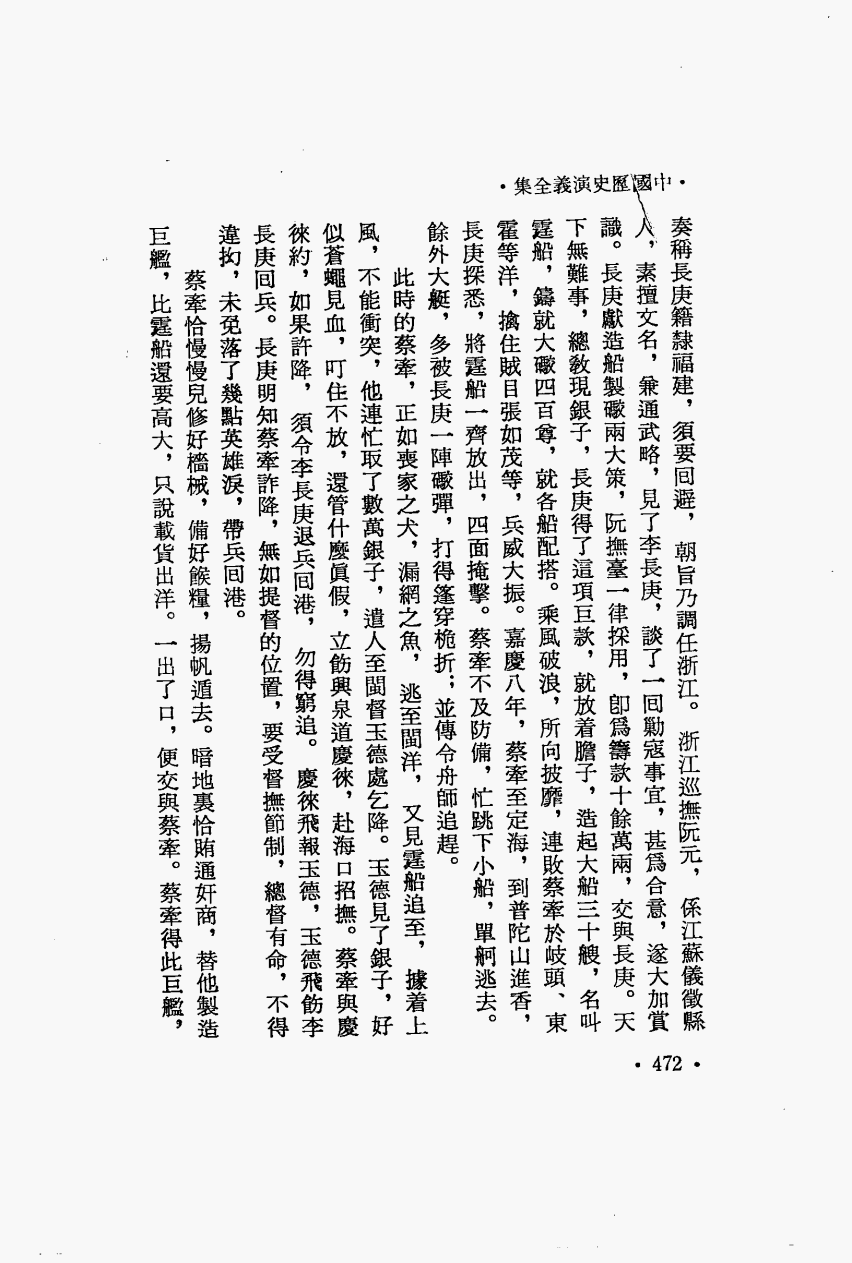 ・中國歷史演義全集・
奏稱長庚籍隸福建，須要囘避，朝旨乃調任浙江。浙江巡撫阮元，係江蘇儀徵縣
人，素擅文名，兼通武略，見了李長庚，談了一囘勦寇事宜，甚爲合意，遂大加賞
識。長庚獻造船製礮兩大策，阮撫臺一律採用，卽爲籌款十餘萬兩，交與長庚。天
下無難事，總敎現銀子，長庚得了這項巨款，就放着膽子，造起大船三十艘，名叫
霆船，鑄就大礮四百尊，就各船配搭。乘風破浪，所向披靡，連敗蔡牽於岐頭、東
霍等洋，擒住賊目張如茂等，兵威大振。嘉慶八年，蔡牽至定海，到普陀山進香，
長庚探悉，將霆船一齊放出，四面掩擊。蔡牽不及防備，忙跳下小船，單舸逃去。
餘外大艇，多被長庚一陣礮彈，打得篷穿桅折；並傳令舟師追趕。
此時的蔡牽，正如喪家之犬，漏網之魚，逃至閩洋，又見霆船追至，據着上
風，不能衝突，他連忙取了數萬銀子，遣人至閩督玉德處乞降。玉德見了銀子，好
似蒼蠅見血，叮住不放，還管什麼眞假，立飭興泉道慶徠，赴海口招撫。蔡牽與慶
徠約，如果許降，須令李長庚退兵囘港，勿得窮追。慶徠飛報玉德，玉德飛飭李
長庚囘兵。長庚明知蔡牽詐降，無如提督的位置，要受督撫節制，總督有命，不得
違拗，未免落了幾點英雄淚，帶兵囘港。
蔡牽恰慢慢兒修好檣械，備好餱糧，揚帆遁去。暗地裏恰賄通奸商，替他製造
巨艦，比霆船還要高大，只說載貨出洋。一出了口，便交與蔡牽。蔡牽得此巨艦，
・472・